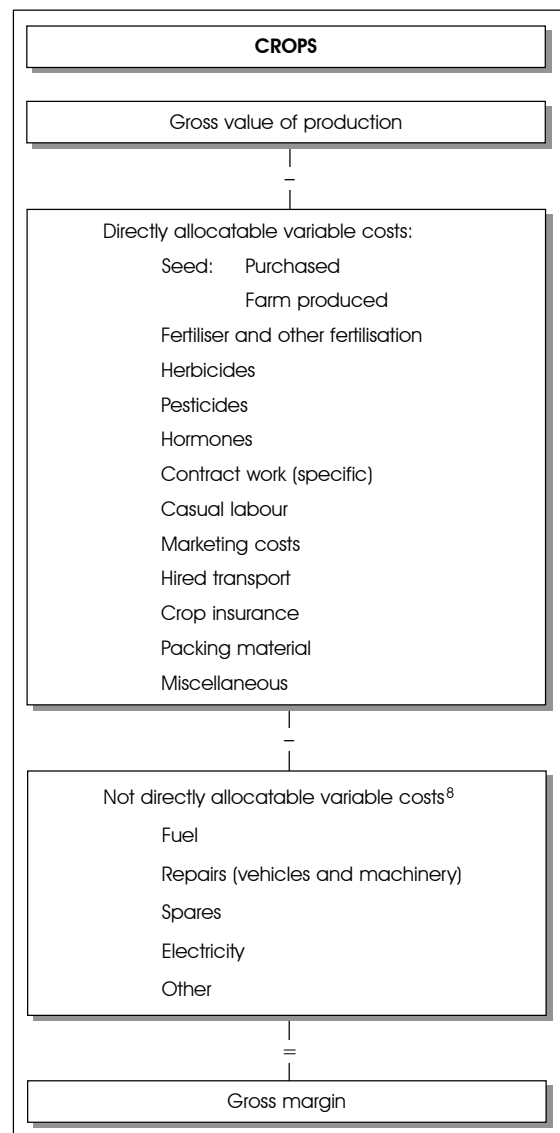 CROPS
Gross value of production
–
Directly allocatable variable costs:
Seed: Purchased
Farm produced
Fertiliser and other fertilisation
Herbicides
Pesticides
Hormones
Contract work (specific)
Casual labour
Marketing costs
Hired transport
Crop insurance
Packing material
Miscellaneous
–
Not directly allocatable variable costs⁸
Fuel
Repairs (vehicles and machinery)
Spares
Electricity
Other
=
Gross margin